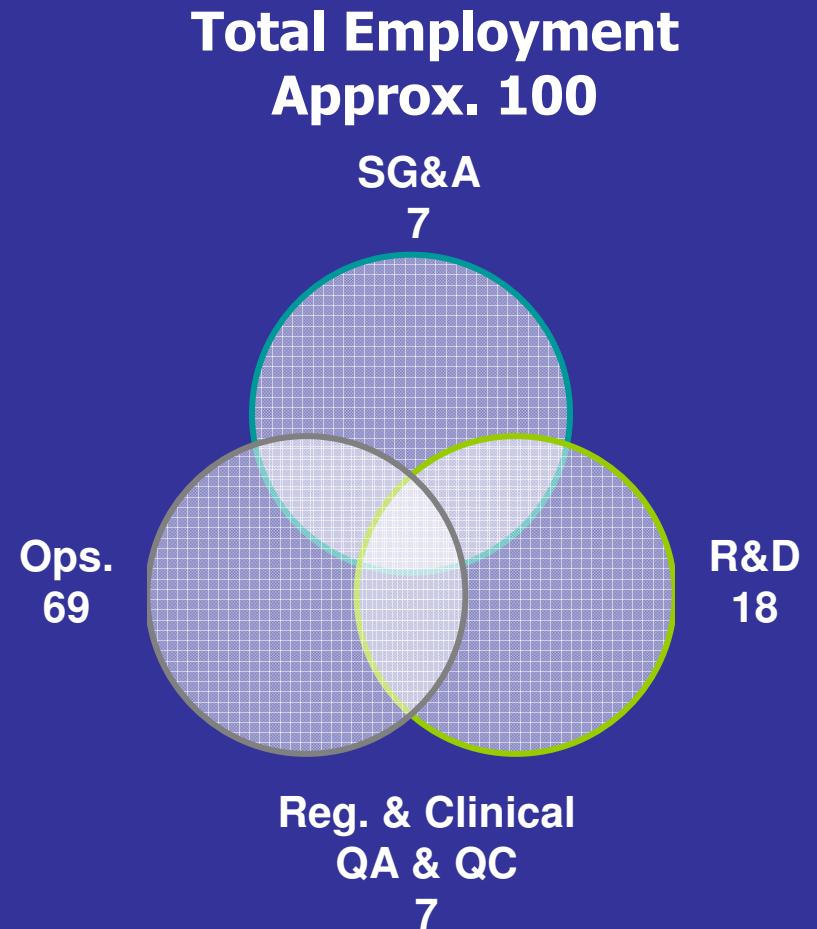 Total Employment
Approx. 100
SG&A
7
Ops.
69
R&D
18
Reg. & Clinical
QA & QC
7